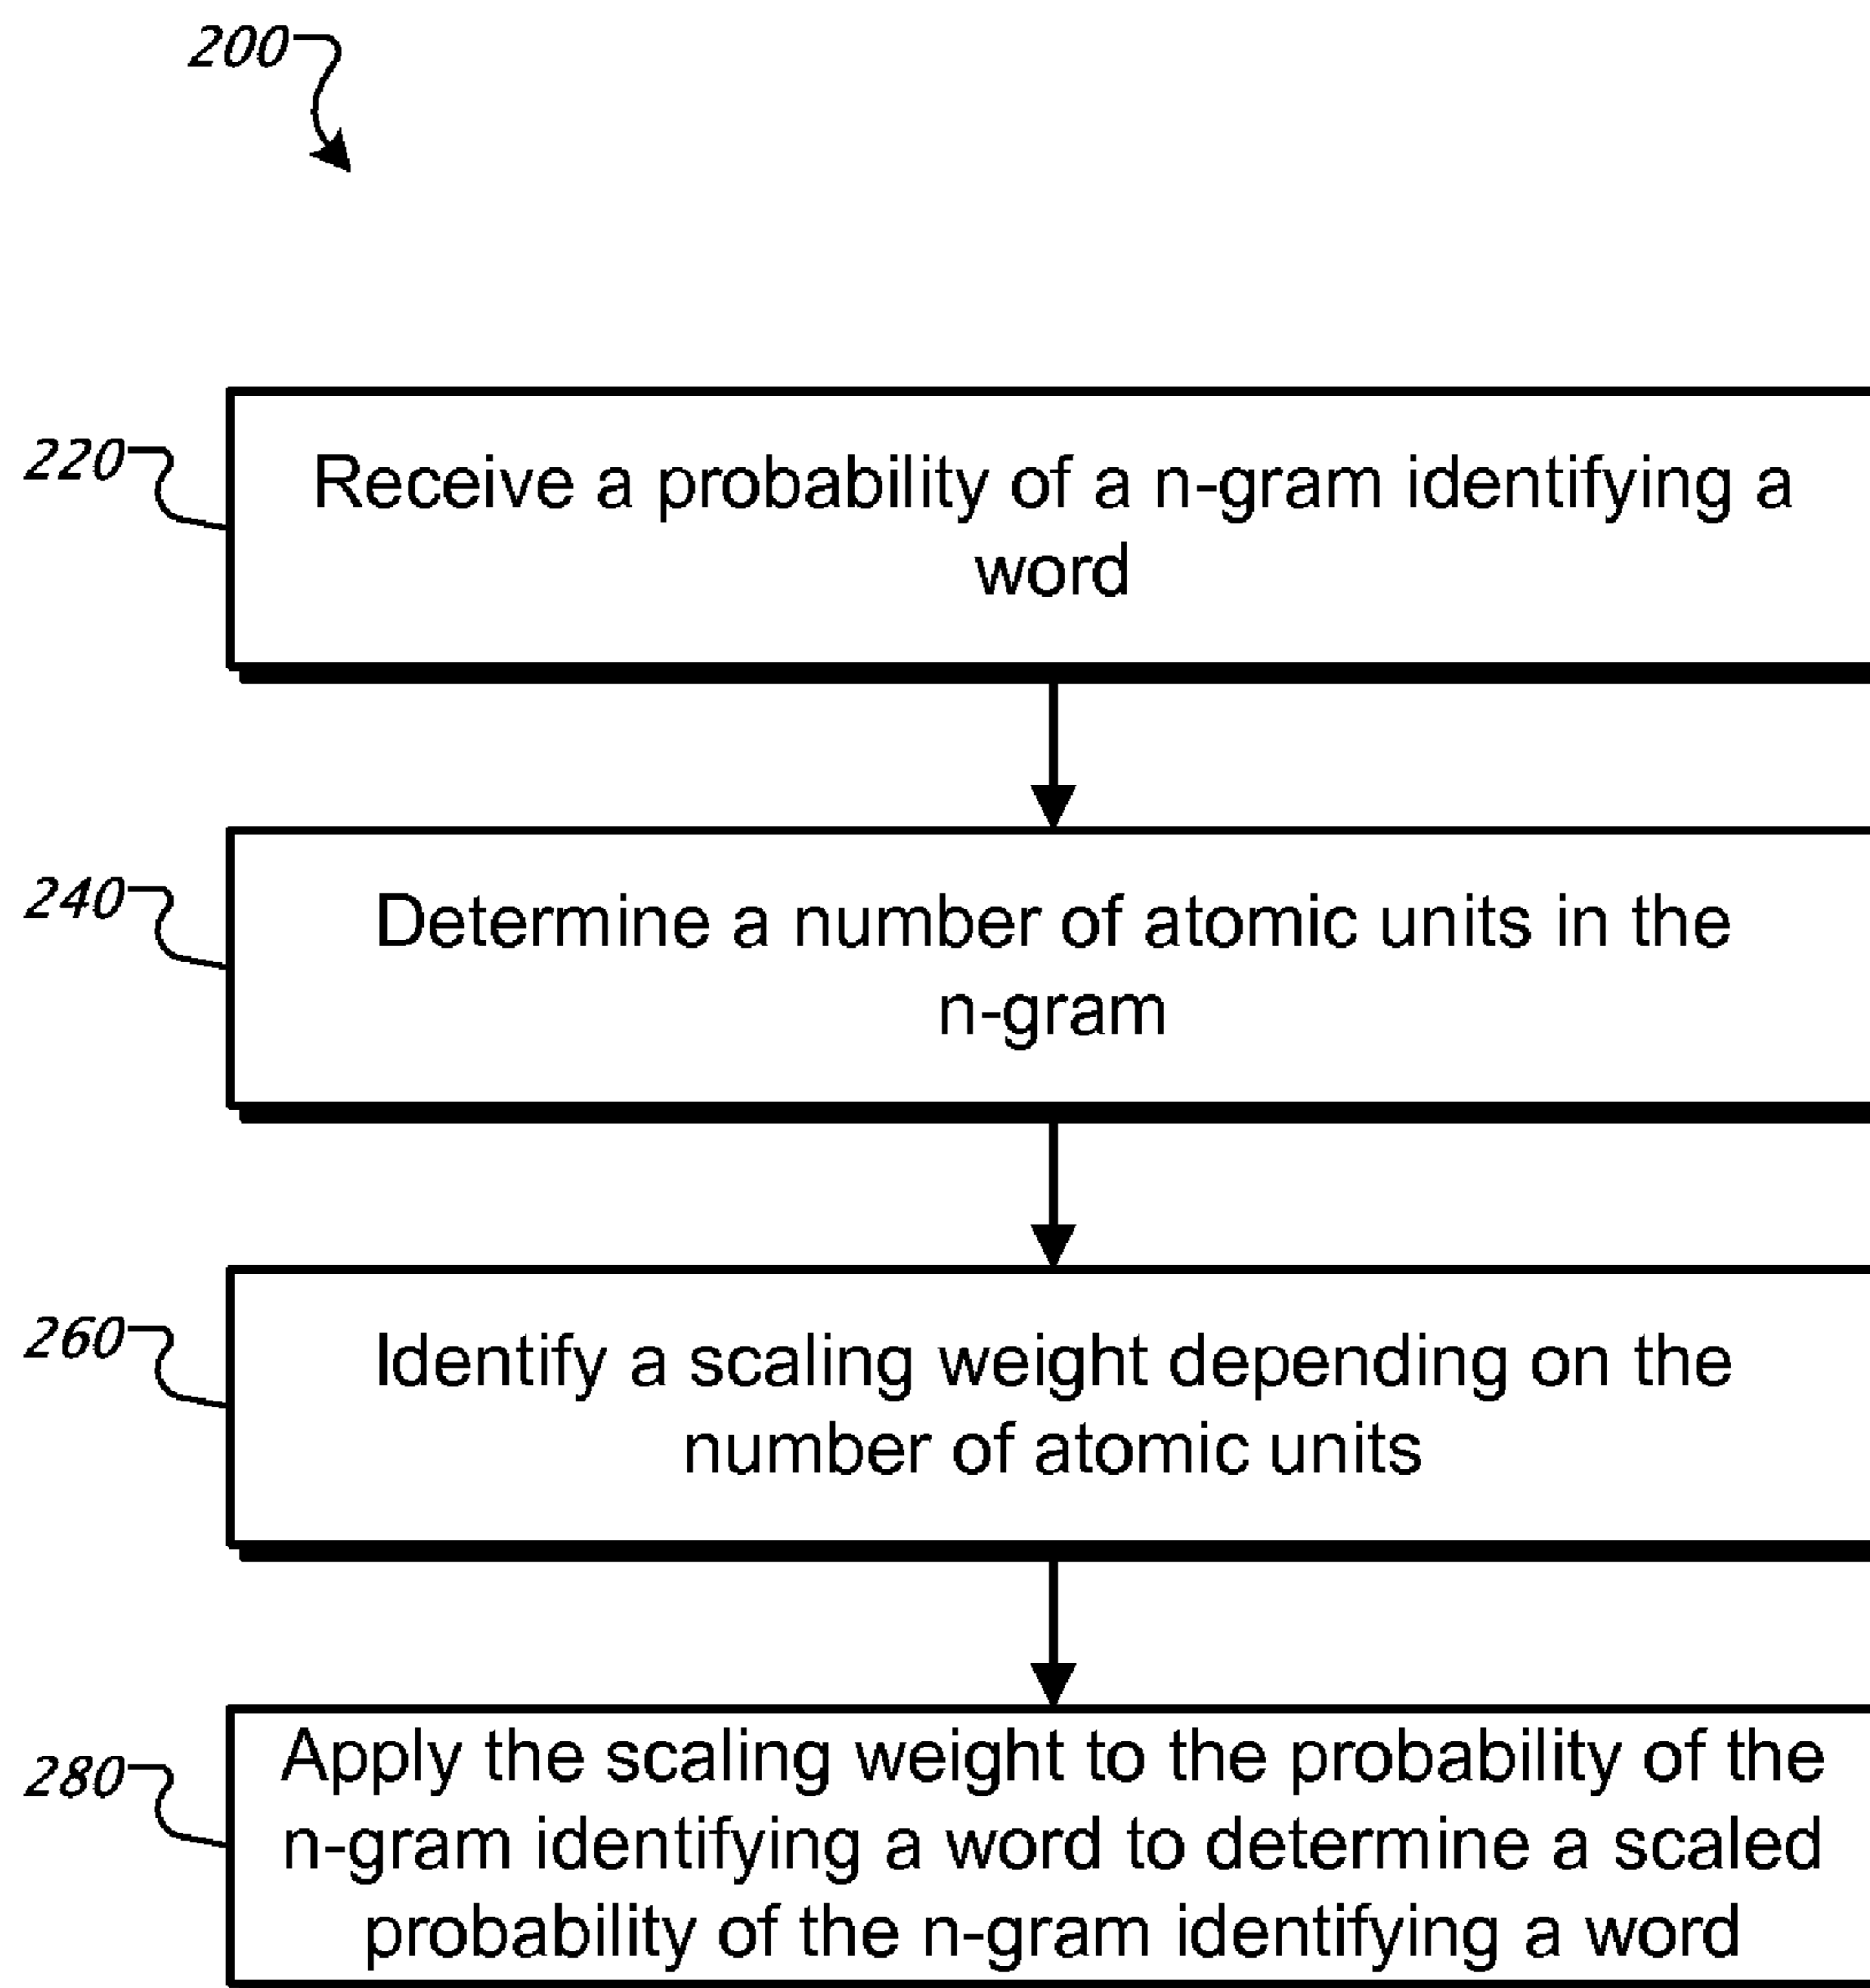 200
220
Receive a probability of a n-gram identifying a
word
240
Determine a number of atomic units in the
n-gram
260
Identify a scaling weight depending on the
number of atomic units
280
Apply the scaling weight to the probability of the
n-gram identifying a word to determine a scaled
probability of the n-gram identifying a word